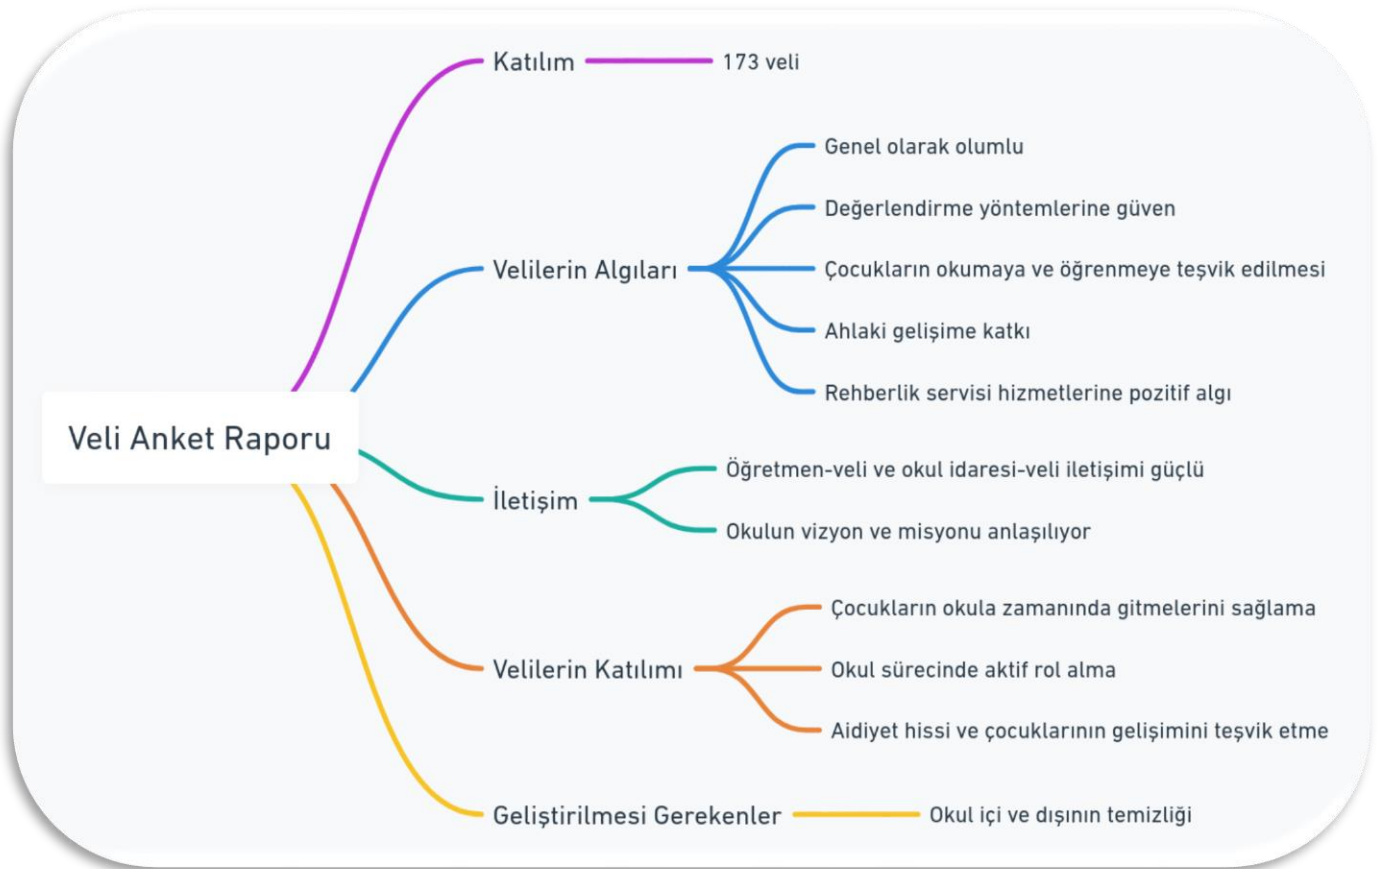 Veli Anket Raporu
Katılım
173 veli
Velilerin Algıları
Genel olarak olumlu
Değerlendirme yöntemlerine güven
Çocukların okumaya ve öğrenmeye teşvik edilmesi
Ahlaki gelişime katkı
Rehberlik servisi hizmetlerine pozitif algı
İletişim
Öğretmen-veli ve okul idaresi-veli iletişimi güçlü
Okulun vizyon ve misyonu anlaşılıyor
Velilerin Katılımı
Çocukların okula zamanında gitmelerini sağlama
Okul sürecinde aktif rol alma
Aidiyet hissi ve çocuklarının gelişimini teşvik etme
Geliştirilmesi Gerekenler
Okul içi ve dışının temizliği